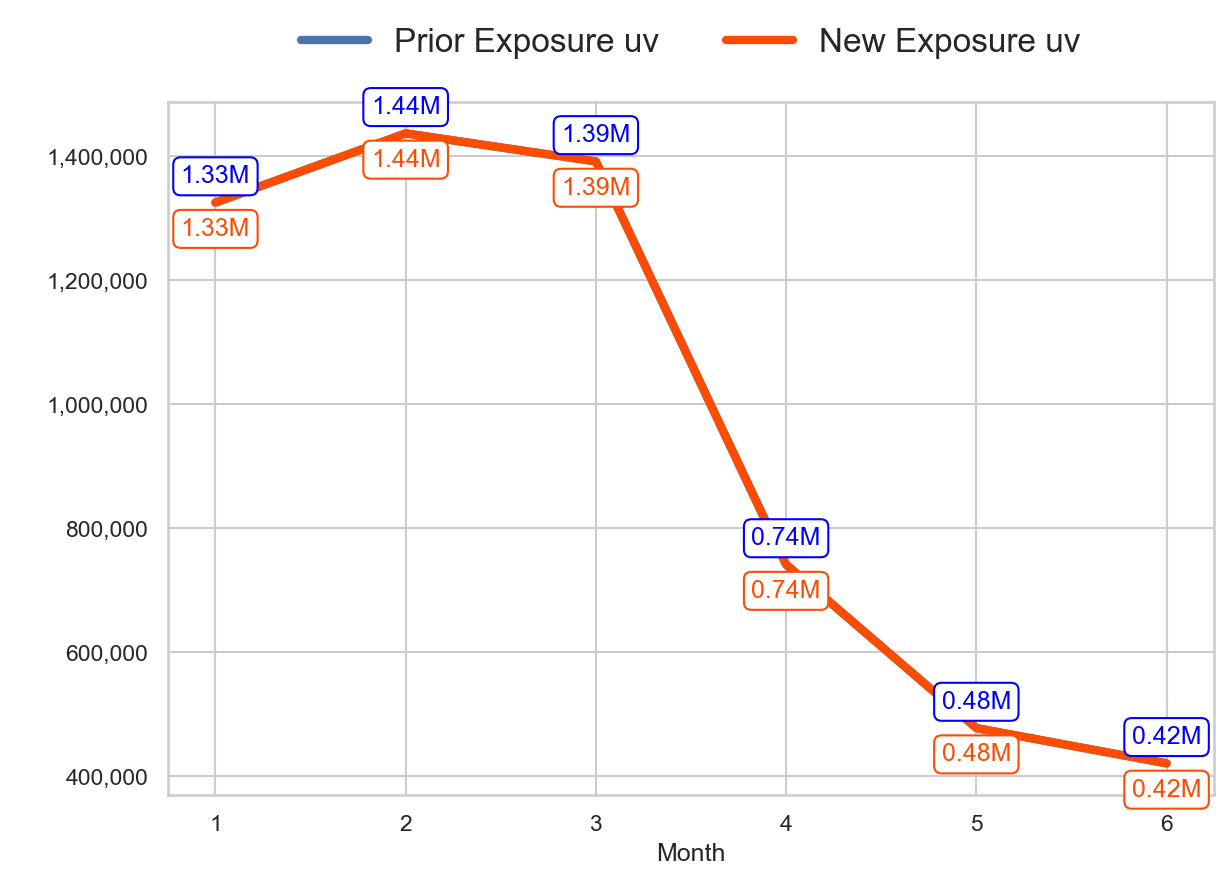 Prior Exposure uv New Exposure uv
1.44M
1,400,000
1.39M
1.44M
1.33M
1.39M
1.33M
1,200,000
1,000,000
800,000
0.74M
0.74M
600,000
0.48M
0.42M
0.48M
400,000
0.42M
1 2 3 4 5 6
Month